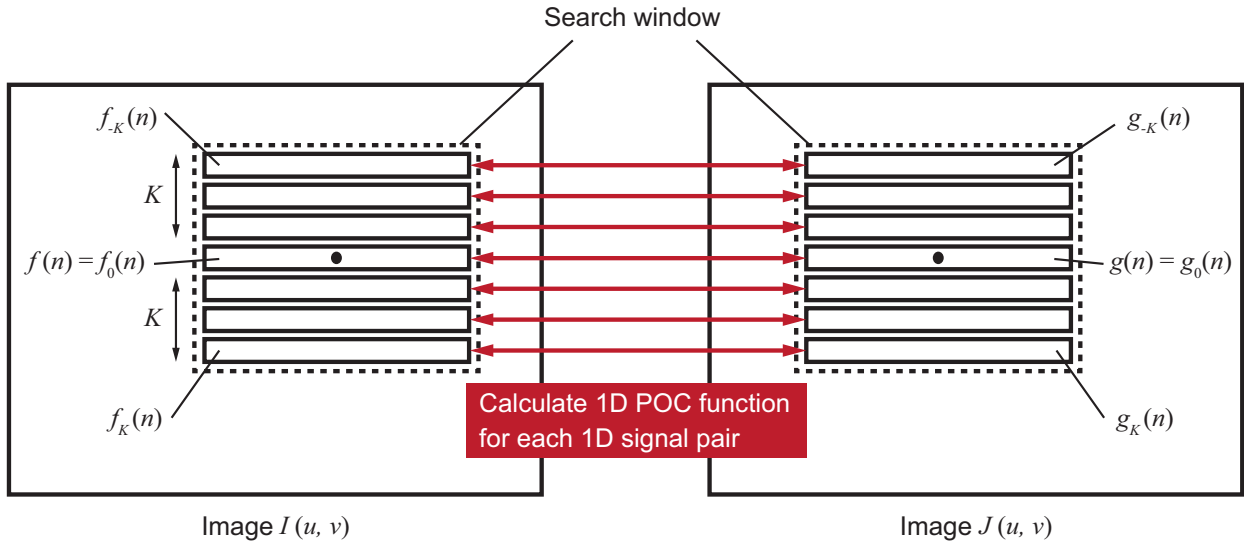 Search window
f₋K(n)
g₋K(n)
K
f(n) = f₀(n)
g(n) = g₀(n)
K
fK(n)
gK(n)
Calculate 1D POC function
for each 1D signal pair
Image I (u, v)
Image J (u, v)